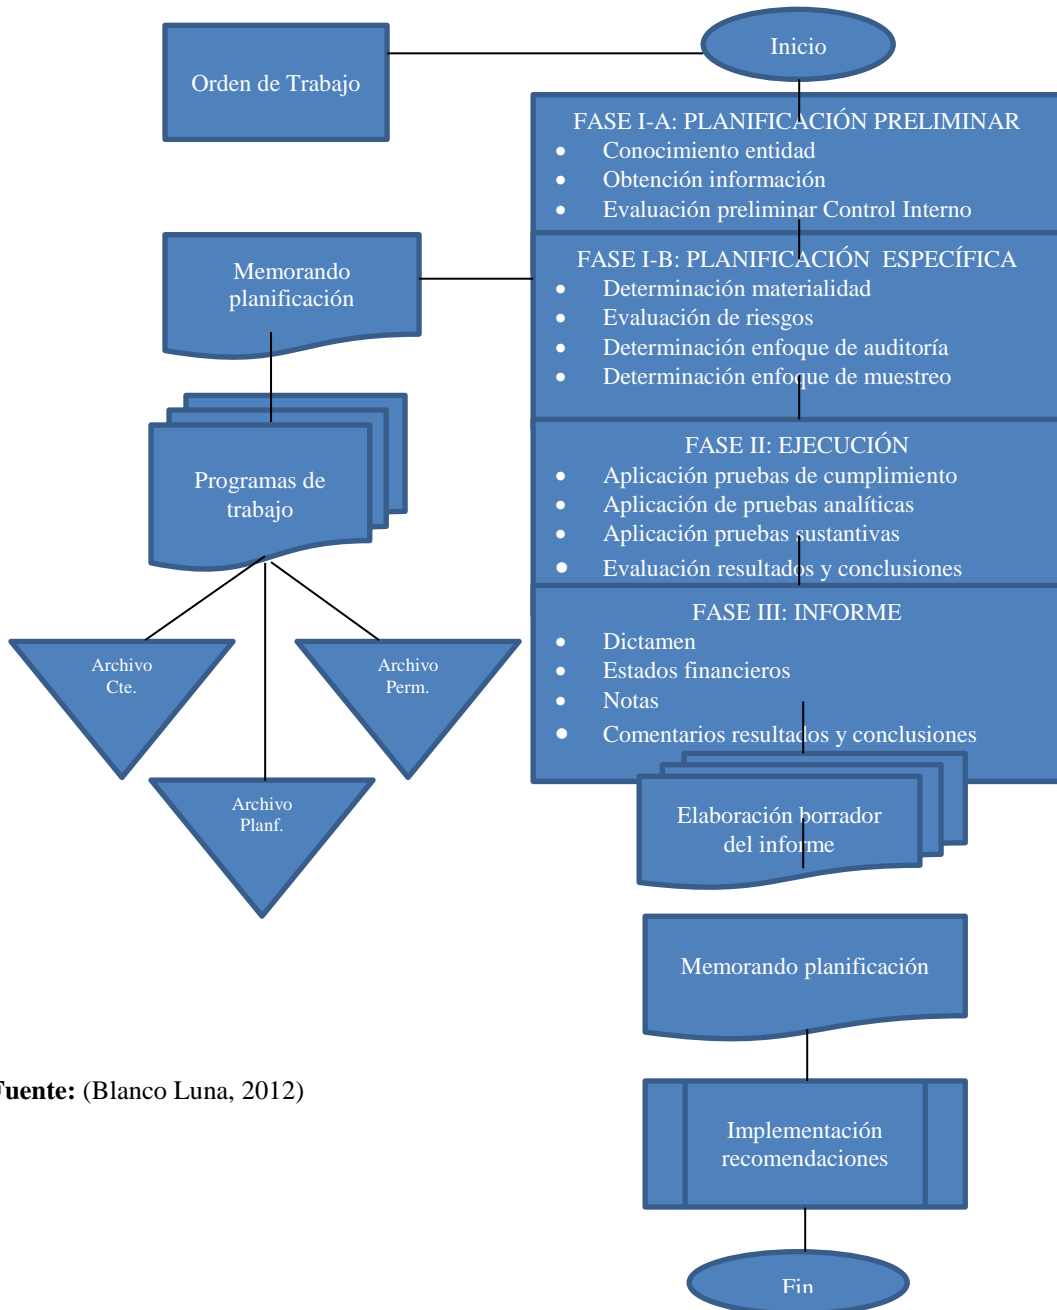 Inicio
Orden de Trabajo
FASE I-A: PLANIFICACIÓN PRELIMINAR
• Conocimiento entidad
• Obtención información
• Evaluación preliminar Control Interno
Memorando
planificación
FASE I-B: PLANIFICACIÓN ESPECÍFICA
• Determinación materialidad
• Evaluación de riesgos
• Determinación enfoque de auditoría
• Determinación enfoque de muestreo
Programas de
trabajo
FASE II: EJECUCIÓN
• Aplicación pruebas de cumplimiento
• Aplicación de pruebas analíticas
• Aplicación pruebas sustantivas
• Evaluación resultados y conclusiones
Archivo
Cte.
Archivo
Perm.
Archivo
Planf.
FASE III: INFORME
• Dictamen
• Estados financieros
• Notas
• Comentarios resultados y conclusiones
Elaboración borrador
del informe
Memorando planificación
Fuente: (Blanco Luna, 2012)
Implementación
recomendaciones
Fin